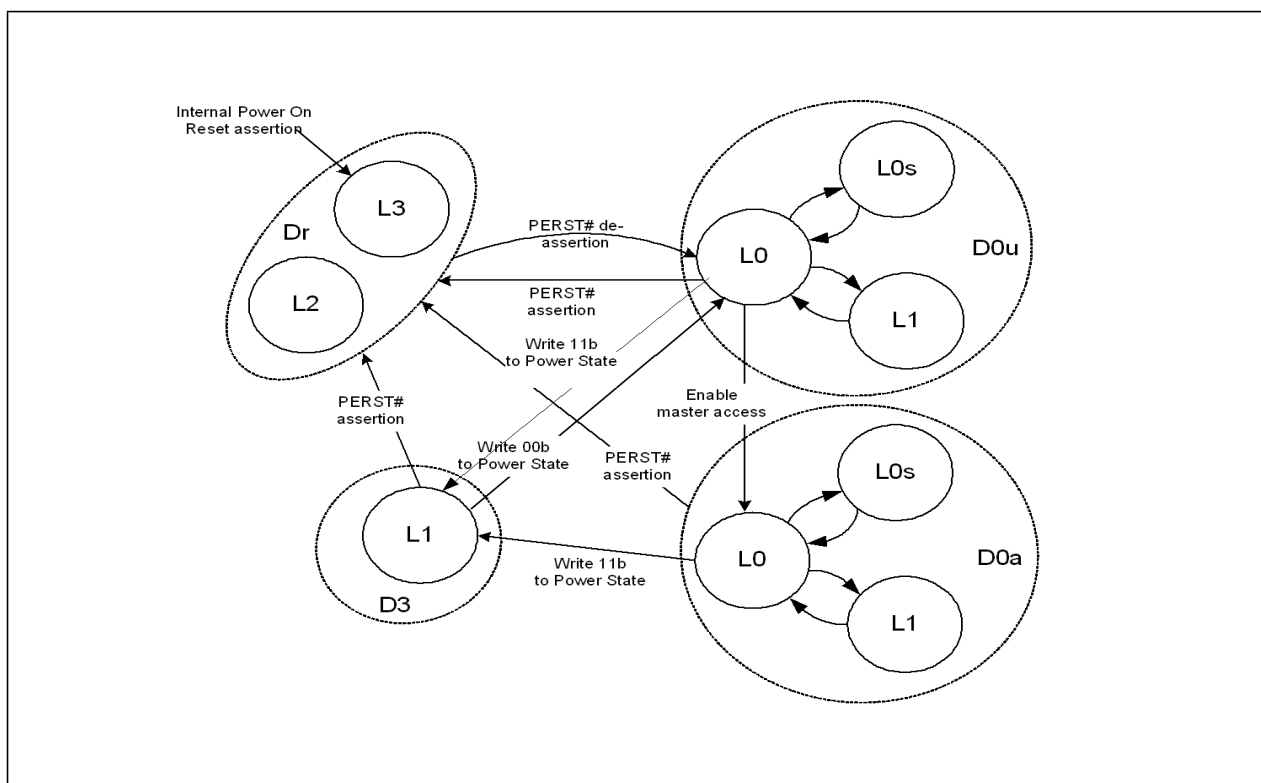 Internal Power On
Reset assertion
L3
Dr
L2
PERST# de-
assertion
PERST#
assertion
L0s
L0
D0u
L1
Write 11b
to Power State
Enable
master access
PERST#
assertion
Write 00b
to Power State
PERST#
assertion
L1
D3
Write 11b
to Power State
L0s
L0
D0a
L1